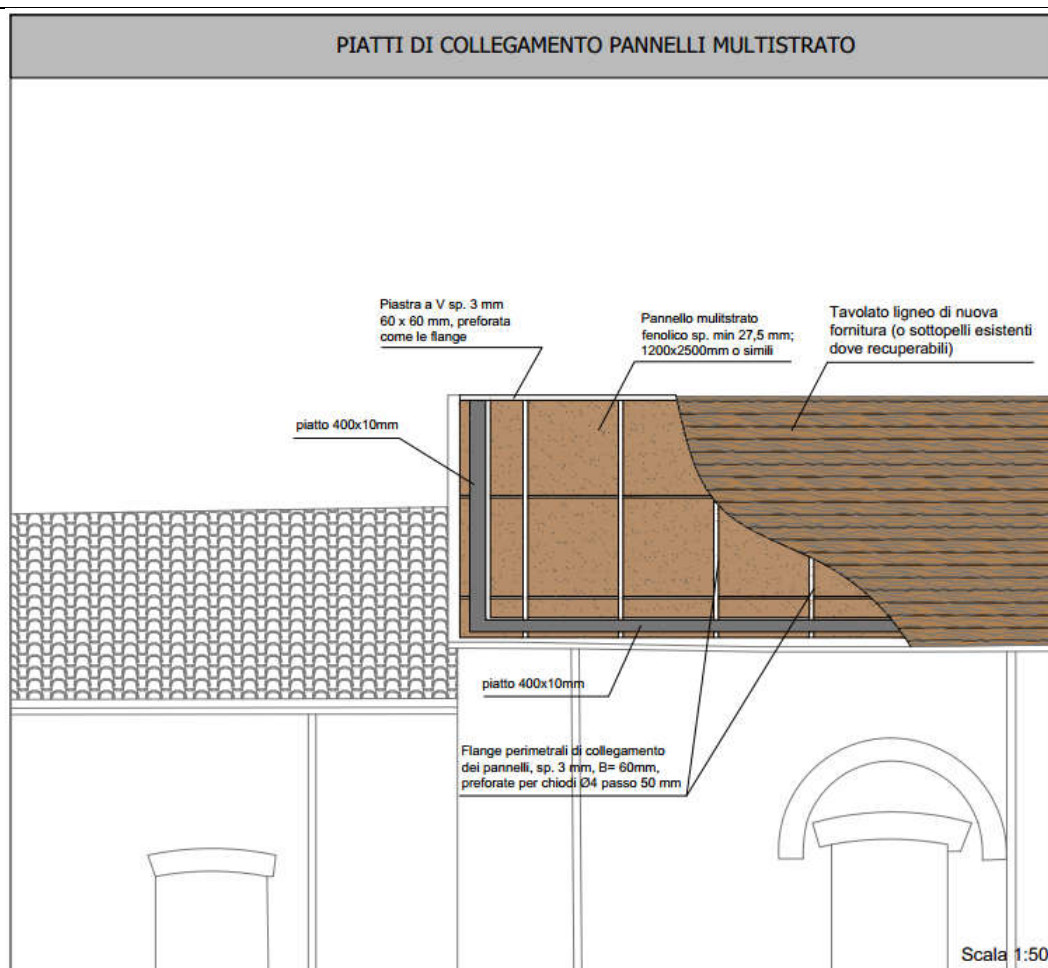 PIATTI DI COLLEGAMENTO PANNELLI MULTISTRATO
Piastra a V sp. 3 mm
60 x 60 mm, preforata
come le flange
Pannello mulitstrato
fenolico sp. min 27,5 mm;
1200x2500mm o simili
Tavolato ligneo di nuova
fornitura (o sottopelli esistenti
dove recuperabili)
piatto 400x10mm
piatto 400x10mm
Flange perimetrali di collegamento
dei pannelli, sp. 3 mm, B= 60mm,
preforate per chiodi Ø4 passo 50 mm
Scala 1:50